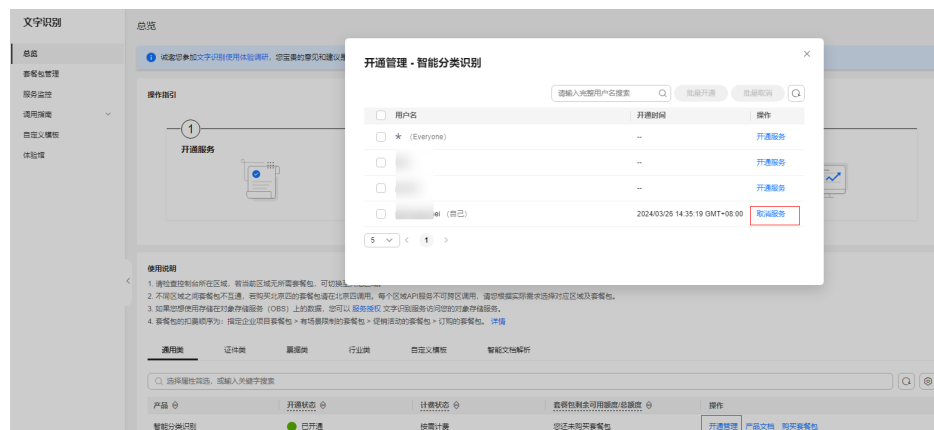 文字识别
总览
总览
套餐包管理
服务监控
调用指南
自定义模板
体验馆
诚邀您参加文字识别使用体验调研，您宝贵的意见和建议是
操作指引
1
开通服务
开通管理 - 智能分类识别
请输入完整用户名搜索
批量开通
批量取消
用户名
开通时间
操作
* (Everyone)
--
开通服务
--
开通服务
--
开通服务
ei (自己)
2024/03/26 14:35:19 GMT+08:00
取消服务
5
1
使用说明
1. 请检查控制台所在区域，若当前区域无所需套餐包，可切换
2. 不同区域之间套餐包不互通，若购买北京四的套餐包请在北京四调用。每个区域API服务不可跨区调用，请您根据实际需求选择对应区域及套餐包。
3. 如果您想使用存储在对象存储服务（OBS）上的数据，您可以 服务授权 文字识别服务访问您的对象存储服务。
4. 套餐包的扣费顺序为：指定企业项目套餐包 > 有场景限制的套餐包 > 促销活动的套餐包 > 订购的套餐包。 详情
通用类
证件类
票据类
行业类
自定义模板
智能文档解析
选择属性筛选，或输入关键字搜索
产品
开通状态
计费状态
套餐包剩余可用额度/总额度
操作
智能分类识别
已开通
按需计费
您还未购买套餐包
开通管理 产品文档 购买套餐包